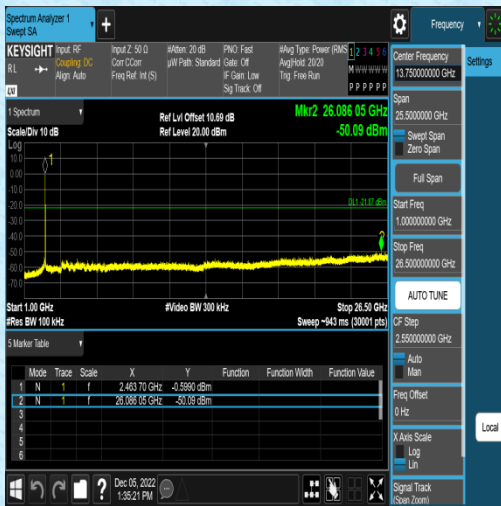 Spectrum Analyzer 1
Swept SA
Frequency
KEYSIGHT
Input: RF
Coupling: DC
Align: Auto
Input Z: 50 Ω
Corr CCorr
Freq Ref: Int (S)
#Atten: 20 dB
µW Path: Standard
PNO: Fast
Gate: Off
IF Gain: Low
Sig Track: Off
#Avg Type: Power (RMS
Avg|Hold: 20/20
Trig: Free Run
1 2 3 4 5 6
M W W W W W
P P P P P P
R L
LXI
1 Spectrum
Scale/Div 10 dB
Ref Lvl Offset 10.69 dB
Ref Level 20.00 dBm
Mkr2 26.086 05 GHz
-50.09 dBm
Log
10.0
0.00
-10.0
-20.0
-30.0
-40.0
-50.0
-60.0
-70.0
1
2
DL1 -21.87 dBm
Start 1.00 GHz
#Res BW 100 kHz
#Video BW 300 kHz
Stop 26.50 GHz
Sweep ~943 ms (30001 pts)
5 Marker Table
Mode Trace Scale X Y Function Function Width Function Value
1 N 1 f 2.463 70 GHz -0.5990 dBm
2 N 1 f 26.086 05 GHz -50.09 dBm
3
4
5
6
Dec 05, 2022
1:35:21 PM
?
Center Frequency
13.750000000 GHz
Settings
Span
25.5000000 GHz
Swept Span
Zero Span
Full Span
Start Freq
1.000000000 GHz
Stop Freq
26.500000000 GHz
AUTO TUNE
CF Step
2.550000000 GHz
Auto
Man
Freq Offset
0 Hz
Local
X Axis Scale
Log
Lin
Signal Track
(Span Zoom)